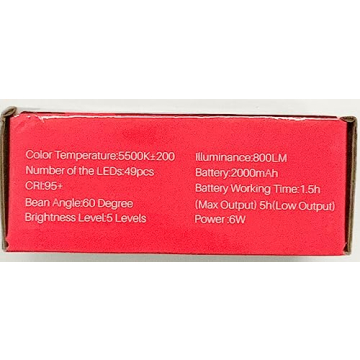 Color Temperature:5500K±200
Number of the LEDs:49pcs
CRI:95+
Bean Angle:60 Degree
Brightness Level:5 Levels
Illuminance:800LM
Battery:2000mAh
Battery Working Time:1.5h
(Max Output) 5h(Low Output)
Power:6W